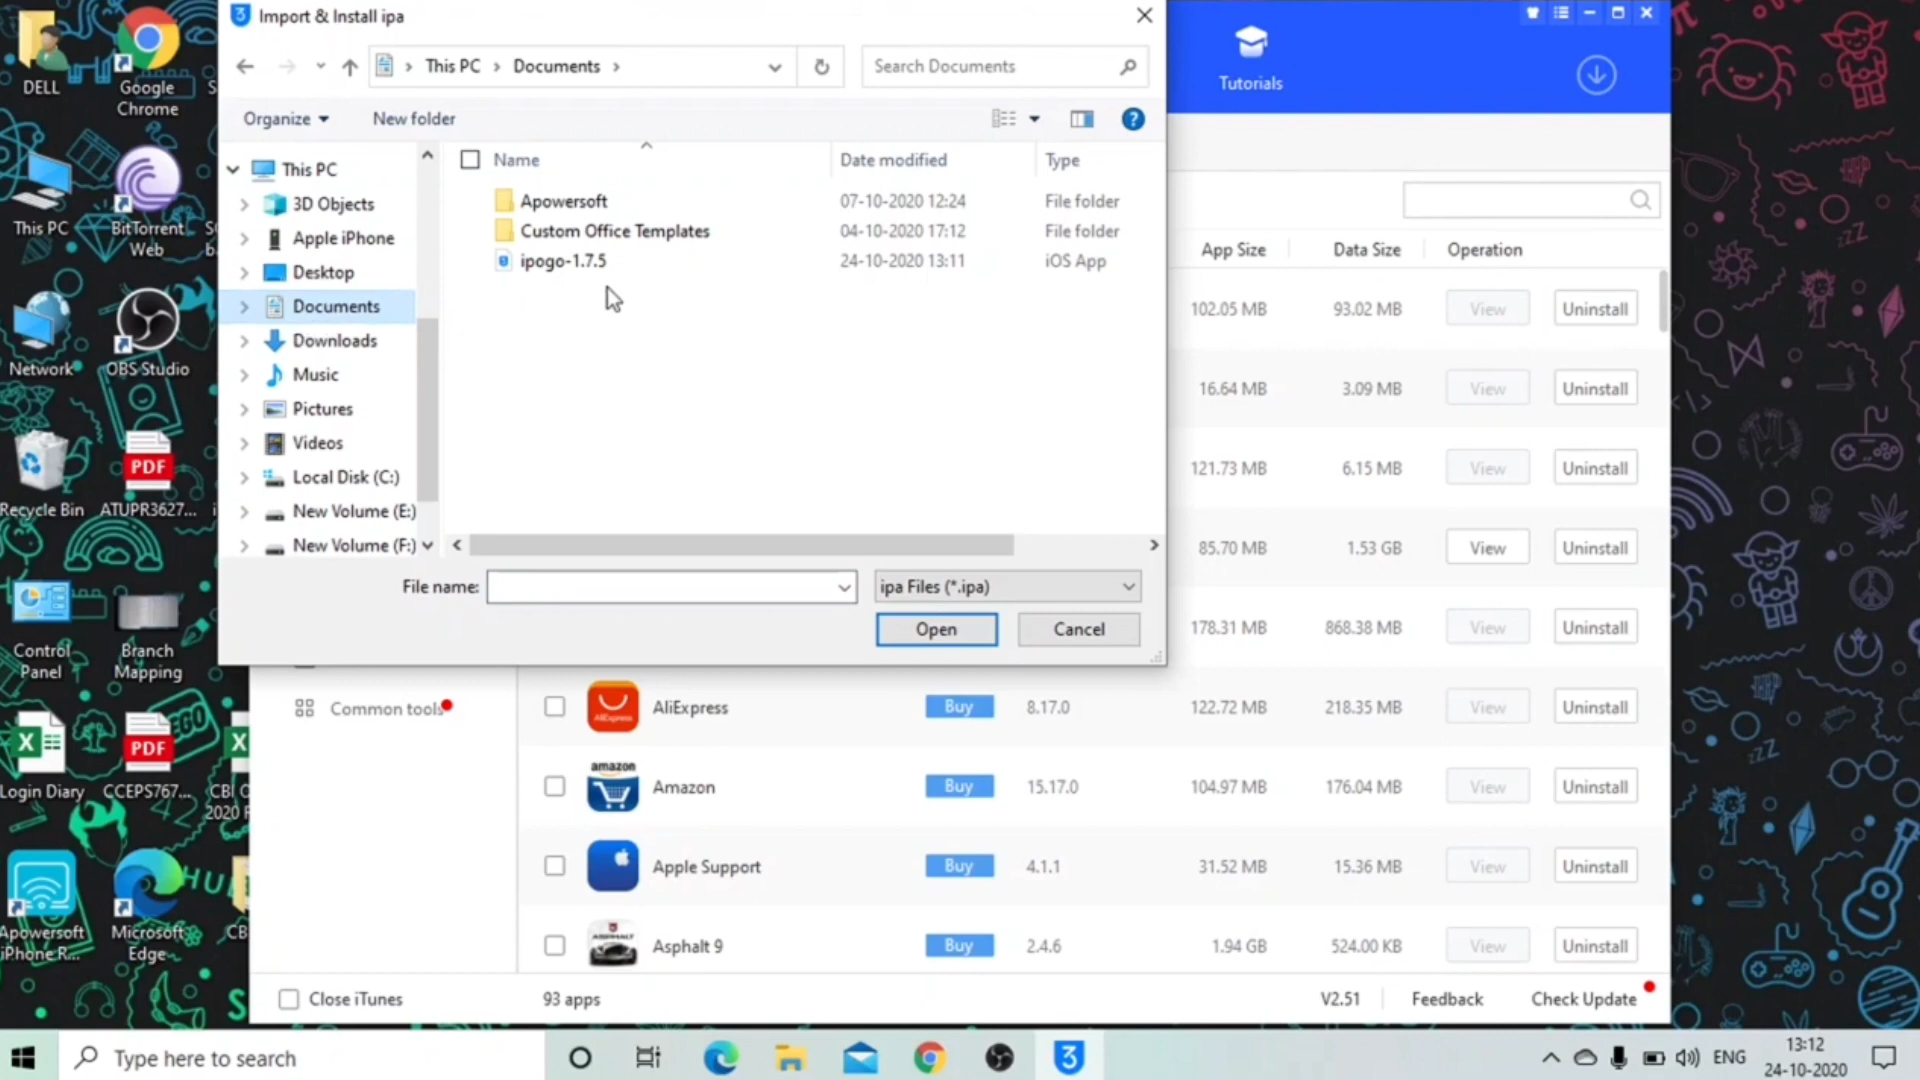 Import & Install ipa
This PC
Documents
Search Documents
Organize
New folder
Name
Date modified
Type
This PC
3D Objects
Apple iPhone
Desktop
Documents
Downloads
Music
Pictures
Videos
Local Disk (C:)
New Volume (E:)
New Volume (F:)
Apowersoft
07-10-2020 12:24
File folder
Custom Office Templates
04-10-2020 17:12
File folder
ipogo-1.7.5
24-10-2020 13:11
iOS App
File name:
ipa Files (*.ipa)
Open
Cancel
Tutorials
App Size
Data Size
Operation
102.05 MB
93.02 MB
View
Uninstall
16.64 MB
3.09 MB
View
Uninstall
121.73 MB
6.15 MB
View
Uninstall
85.70 MB
1.53 GB
View
Uninstall
178.31 MB
868.38 MB
View
Uninstall
Common tools
AliExpress
AliExpress
Buy
8.17.0
122.72 MB
218.35 MB
View
Uninstall
amazon
Amazon
Buy
15.17.0
104.97 MB
176.04 MB
View
Uninstall
Apple Support
Buy
4.1.1
31.52 MB
15.36 MB
View
Uninstall
ASPHALT
Asphalt 9
Buy
2.4.6
1.94 GB
524.00 KB
View
Uninstall
Close iTunes
93 apps
V2.51
Feedback
Check Update
DELL
Google
Chrome
This PC
BitTorrent
Web
Network
OBS Studio
Recycle Bin
PDF
ATUPR3627...
Control
Panel
Branch
Mapping
Login Diary
PDF
CCEPS767...
CBI
2020
Apowersoft
iPhone R...
Microsoft
Edge
Type here to search
ENG
13:12
24-10-2020